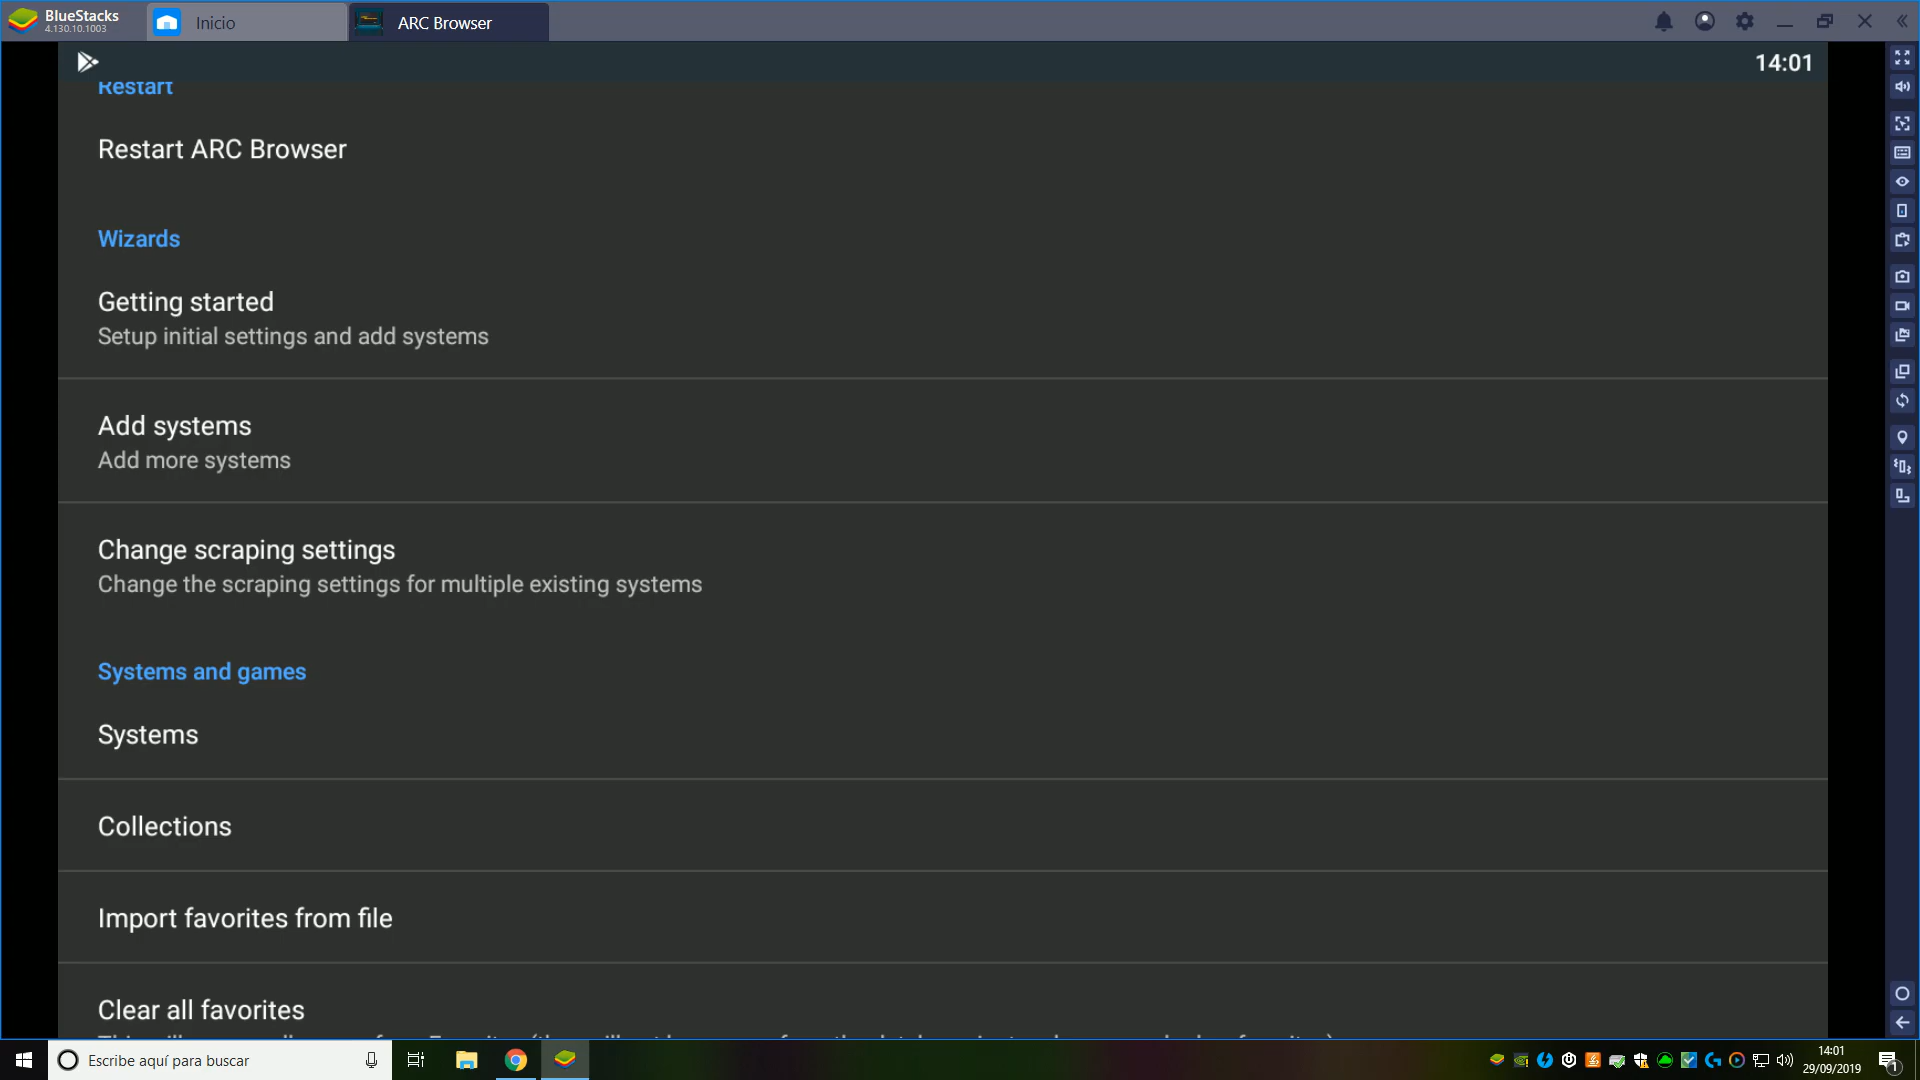 BlueStacks
4.130.10.1003
Inicio
ARC Browser
14:01
Restart
Restart ARC Browser
Wizards
Getting started
Setup initial settings and add systems
Add systems
Add more systems
Change scraping settings
Change the scraping settings for multiple existing systems
Systems and games
Systems
Collections
Import favorites from file
Clear all favorites
Escribe aquí para buscar
14:01
29/09/2019
1